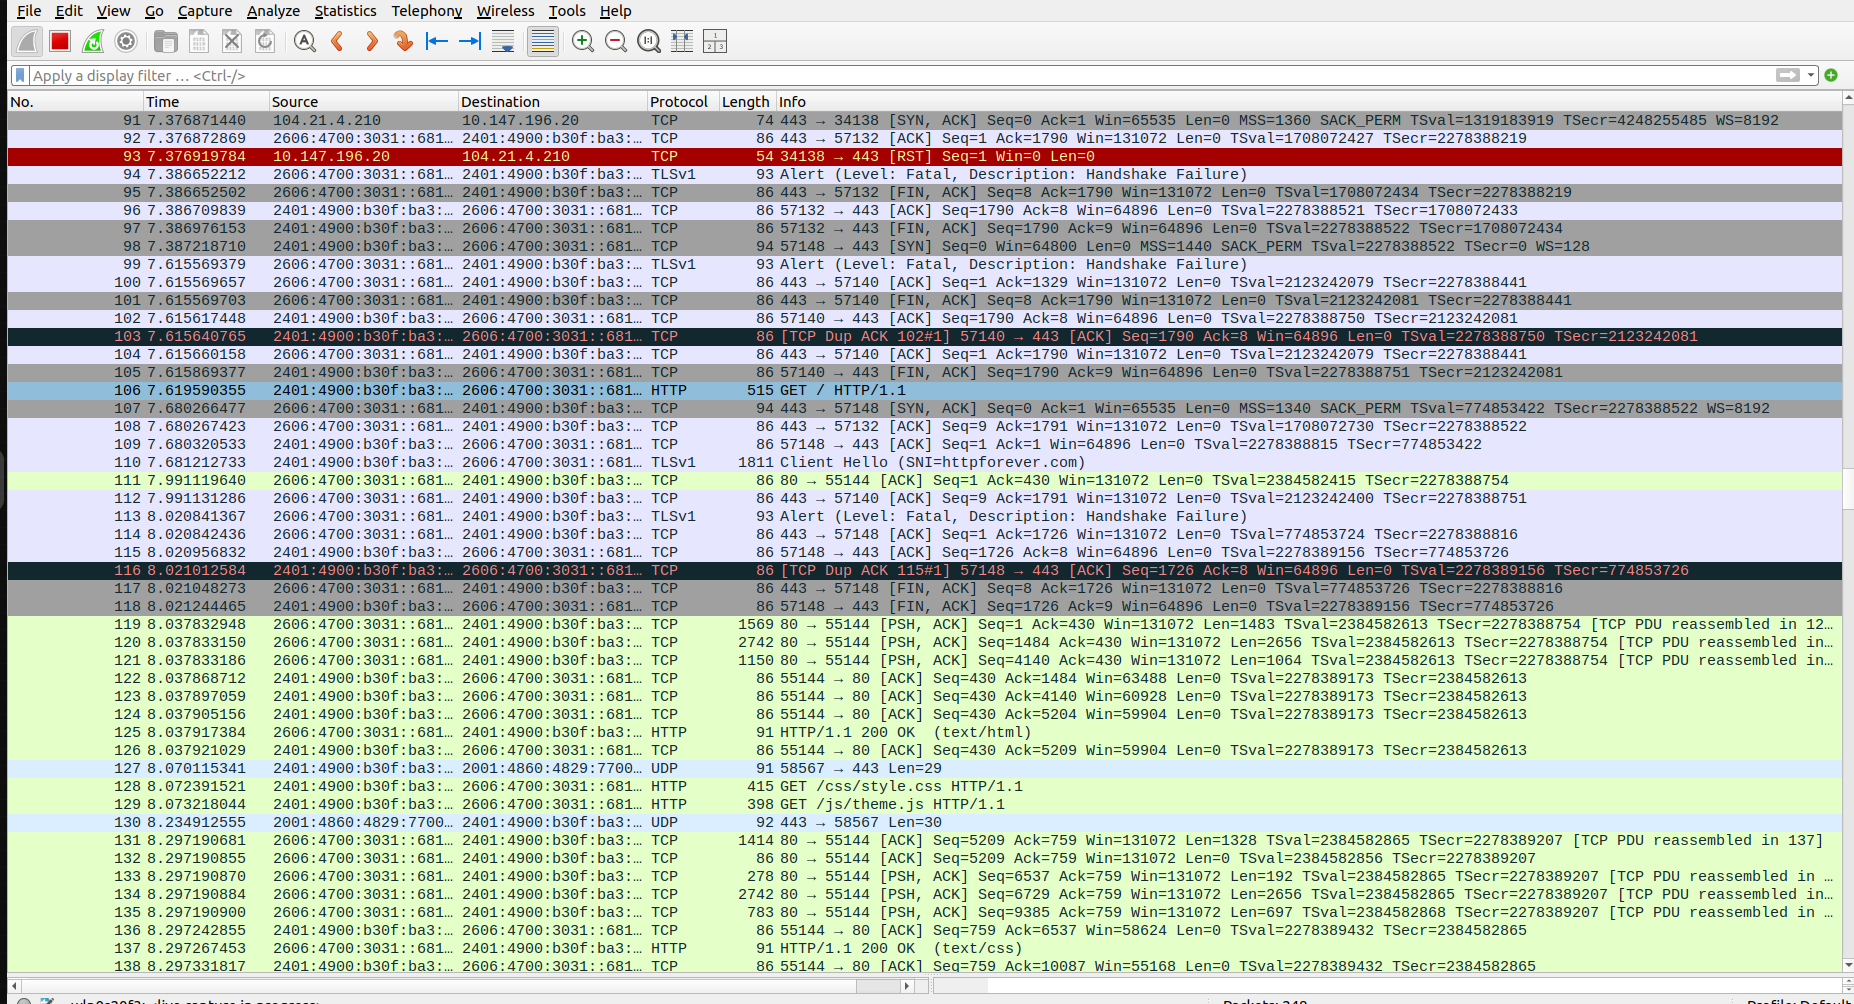 File Edit View Go Capture Analyze Statistics Telephony Wireless Tools Help
Apply a display filter … <Ctrl-/>
No. Time Source Destination Protocol Length Info
91 7.376871440 104.21.4.210 10.147.196.20 TCP 74 443 → 34138 [SYN, ACK] Seq=0 Ack=1 Win=65535 Len=0 MSS=1360 SACK_PERM TSval=1319183919 TSecr=4248255485 WS=8192
92 7.376872869 2606:4700:3031::681… 2401:4900:b30f:ba3:… TCP 86 443 → 57132 [ACK] Seq=1 Ack=1790 Win=131072 Len=0 TSval=1708072427 TSecr=2278388219
93 7.376919784 10.147.196.20 104.21.4.210 TCP 54 34138 → 443 [RST] Seq=1 Win=0 Len=0
94 7.386652212 2606:4700:3031::681… 2401:4900:b30f:ba3:… TLSv1 93 Alert (Level: Fatal, Description: Handshake Failure)
95 7.386652502 2606:4700:3031::681… 2401:4900:b30f:ba3:… TCP 86 443 → 57132 [FIN, ACK] Seq=8 Ack=1790 Win=131072 Len=0 TSval=1708072434 TSecr=2278388219
96 7.386709839 2401:4900:b30f:ba3:… 2606:4700:3031::681… TCP 86 57132 → 443 [ACK] Seq=1790 Ack=8 Win=64896 Len=0 TSval=2278388521 TSecr=1708072433
97 7.386976153 2401:4900:b30f:ba3:… 2606:4700:3031::681… TCP 86 57132 → 443 [FIN, ACK] Seq=1790 Ack=9 Win=64896 Len=0 TSval=2278388522 TSecr=1708072434
98 7.387218710 2401:4900:b30f:ba3:… 2606:4700:3031::681… TCP 94 57148 → 443 [SYN] Seq=0 Win=64800 Len=0 MSS=1440 SACK_PERM TSval=2278388522 TSecr=0 WS=128
99 7.615569379 2606:4700:3031::681… 2401:4900:b30f:ba3:… TLSv1 93 Alert (Level: Fatal, Description: Handshake Failure)
100 7.615569657 2606:4700:3031::681… 2401:4900:b30f:ba3:… TCP 86 443 → 57140 [ACK] Seq=1 Ack=1329 Win=131072 Len=0 TSval=2123242079 TSecr=2278388441
101 7.615569703 2606:4700:3031::681… 2401:4900:b30f:ba3:… TCP 86 443 → 57140 [FIN, ACK] Seq=8 Ack=1790 Win=131072 Len=0 TSval=2123242081 TSecr=2278388441
102 7.615617448 2401:4900:b30f:ba3:… 2606:4700:3031::681… TCP 86 57140 → 443 [ACK] Seq=1790 Ack=8 Win=64896 Len=0 TSval=2278388750 TSecr=2123242081
103 7.615640765 2401:4900:b30f:ba3:… 2606:4700:3031::681… TCP 86 [TCP Dup ACK 102#1] 57140 → 443 [ACK] Seq=1790 Ack=8 Win=64896 Len=0 TSval=2278388750 TSecr=2123242081
104 7.615660158 2606:4700:3031::681… 2401:4900:b30f:ba3:… TCP 86 443 → 57140 [ACK] Seq=1 Ack=1790 Win=131072 Len=0 TSval=2123242079 TSecr=2278388441
105 7.615869377 2401:4900:b30f:ba3:… 2606:4700:3031::681… TCP 86 57140 → 443 [FIN, ACK] Seq=1790 Ack=9 Win=64896 Len=0 TSval=2278388751 TSecr=2123242081
106 7.619590355 2401:4900:b30f:ba3:… 2606:4700:3031::681… HTTP 515 GET / HTTP/1.1
107 7.680266477 2606:4700:3031::681… 2401:4900:b30f:ba3:… TCP 94 443 → 57148 [SYN, ACK] Seq=0 Ack=1 Win=65535 Len=0 MSS=1340 SACK_PERM TSval=774853422 TSecr=2278388522 WS=8192
108 7.680267423 2606:4700:3031::681… 2401:4900:b30f:ba3:… TCP 86 443 → 57132 [ACK] Seq=9 Ack=1791 Win=131072 Len=0 TSval=1708072730 TSecr=2278388522
109 7.680320533 2401:4900:b30f:ba3:… 2606:4700:3031::681… TCP 86 57148 → 443 [ACK] Seq=1 Ack=1 Win=64896 Len=0 TSval=2278388815 TSecr=774853422
110 7.681212733 2401:4900:b30f:ba3:… 2606:4700:3031::681… TLSv1 1811 Client Hello (SNI=httpforever.com)
111 7.991119640 2606:4700:3031::681… 2401:4900:b30f:ba3:… TCP 86 80 → 55144 [ACK] Seq=1 Ack=430 Win=131072 Len=0 TSval=2384582415 TSecr=2278388754
112 7.991131286 2606:4700:3031::681… 2401:4900:b30f:ba3:… TCP 86 443 → 57140 [ACK] Seq=9 Ack=1791 Win=131072 Len=0 TSval=2123242400 TSecr=2278388751
113 8.020841367 2606:4700:3031::681… 2401:4900:b30f:ba3:… TLSv1 93 Alert (Level: Fatal, Description: Handshake Failure)
114 8.020842436 2606:4700:3031::681… 2401:4900:b30f:ba3:… TCP 86 443 → 57148 [ACK] Seq=1 Ack=1726 Win=131072 Len=0 TSval=774853724 TSecr=2278388816
115 8.020956832 2401:4900:b30f:ba3:… 2606:4700:3031::681… TCP 86 57148 → 443 [ACK] Seq=1726 Ack=8 Win=64896 Len=0 TSval=2278389156 TSecr=774853726
116 8.021012584 2401:4900:b30f:ba3:… 2606:4700:3031::681… TCP 86 [TCP Dup ACK 115#1] 57148 → 443 [ACK] Seq=1726 Ack=8 Win=64896 Len=0 TSval=2278389156 TSecr=774853726
117 8.021048273 2606:4700:3031::681… 2401:4900:b30f:ba3:… TCP 86 443 → 57148 [FIN, ACK] Seq=8 Ack=1726 Win=131072 Len=0 TSval=774853726 TSecr=2278388816
118 8.021244465 2401:4900:b30f:ba3:… 2606:4700:3031::681… TCP 86 57148 → 443 [FIN, ACK] Seq=1726 Ack=9 Win=64896 Len=0 TSval=2278389156 TSecr=774853726
119 8.037832948 2606:4700:3031::681… 2401:4900:b30f:ba3:… TCP 1569 80 → 55144 [PSH, ACK] Seq=1 Ack=430 Win=131072 Len=1483 TSval=2384582613 TSecr=2278388754 [TCP PDU reassembled in 12…
120 8.037833150 2606:4700:3031::681… 2401:4900:b30f:ba3:… TCP 2742 80 → 55144 [PSH, ACK] Seq=1484 Ack=430 Win=131072 Len=2656 TSval=2384582613 TSecr=2278388754 [TCP PDU reassembled in…
121 8.037833186 2606:4700:3031::681… 2401:4900:b30f:ba3:… TCP 1150 80 → 55144 [PSH, ACK] Seq=4140 Ack=430 Win=131072 Len=1064 TSval=2384582613 TSecr=2278388754 [TCP PDU reassembled in…
122 8.037868712 2401:4900:b30f:ba3:… 2606:4700:3031::681… TCP 86 55144 → 80 [ACK] Seq=430 Ack=1484 Win=63488 Len=0 TSval=2278389173 TSecr=2384582613
123 8.037897059 2401:4900:b30f:ba3:… 2606:4700:3031::681… TCP 86 55144 → 80 [ACK] Seq=430 Ack=4140 Win=60928 Len=0 TSval=2278389173 TSecr=2384582613
124 8.037905156 2401:4900:b30f:ba3:… 2606:4700:3031::681… TCP 86 55144 → 80 [ACK] Seq=430 Ack=5204 Win=59904 Len=0 TSval=2278389173 TSecr=2384582613
125 8.037917384 2606:4700:3031::681… 2401:4900:b30f:ba3:… HTTP 91 HTTP/1.1 200 OK  (text/html)
126 8.037921029 2401:4900:b30f:ba3:… 2606:4700:3031::681… TCP 86 55144 → 80 [ACK] Seq=430 Ack=5209 Win=59904 Len=0 TSval=2278389173 TSecr=2384582613
127 8.070115341 2401:4900:b30f:ba3:… 2001:4860:4829:7700… UDP 91 58567 → 443 Len=29
128 8.072391521 2401:4900:b30f:ba3:… 2606:4700:3031::681… HTTP 415 GET /css/style.css HTTP/1.1
129 8.073218044 2401:4900:b30f:ba3:… 2606:4700:3031::681… HTTP 398 GET /js/theme.js HTTP/1.1
130 8.234912555 2001:4860:4829:7700… 2401:4900:b30f:ba3:… UDP 92 443 → 58567 Len=30
131 8.297190681 2606:4700:3031::681… 2401:4900:b30f:ba3:… TCP 1414 80 → 55144 [ACK] Seq=5209 Ack=759 Win=131072 Len=1328 TSval=2384582865 TSecr=2278389207 [TCP PDU reassembled in 137]
132 8.297190855 2606:4700:3031::681… 2401:4900:b30f:ba3:… TCP 86 80 → 55144 [ACK] Seq=5209 Ack=759 Win=131072 Len=0 TSval=2384582856 TSecr=2278389207
133 8.297190870 2606:4700:3031::681… 2401:4900:b30f:ba3:… TCP 278 80 → 55144 [PSH, ACK] Seq=6537 Ack=759 Win=131072 Len=192 TSval=2384582865 TSecr=2278389207 [TCP PDU reassembled in …
134 8.297190884 2606:4700:3031::681… 2401:4900:b30f:ba3:… TCP 2742 80 → 55144 [PSH, ACK] Seq=6729 Ack=759 Win=131072 Len=2656 TSval=2384582865 TSecr=2278389207 [TCP PDU reassembled in …
135 8.297190900 2606:4700:3031::681… 2401:4900:b30f:ba3:… TCP 783 80 → 55144 [PSH, ACK] Seq=9385 Ack=759 Win=131072 Len=697 TSval=2384582868 TSecr=2278389207 [TCP PDU reassembled in …
136 8.297242855 2401:4900:b30f:ba3:… 2606:4700:3031::681… TCP 86 55144 → 80 [ACK] Seq=759 Ack=6537 Win=58624 Len=0 TSval=2278389432 TSecr=2384582865
137 8.297267453 2606:4700:3031::681… 2401:4900:b30f:ba3:… HTTP 91 HTTP/1.1 200 OK  (text/css)
138 8.297331817 2401:4900:b30f:ba3:… 2606:4700:3031::681… TCP 86 55144 → 80 [ACK] Seq=759 Ack=10087 Win=55168 Len=0 TSval=2278389432 TSecr=2384582865